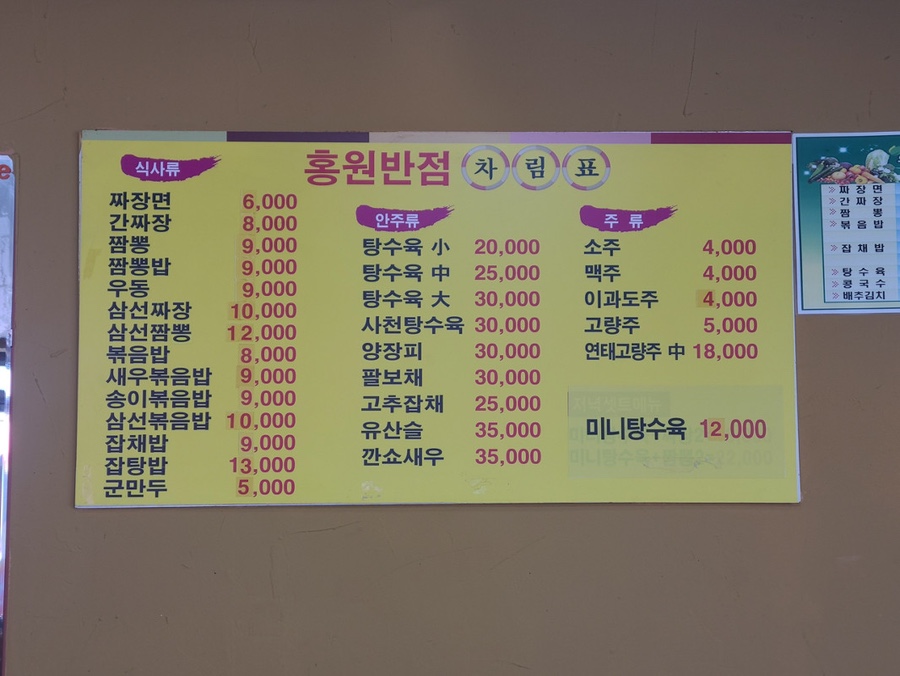 홍원반점 차림표
식사류
짜장면 6,000
간짜장 8,000
짬뽕 9,000
짬뽕밥 9,000
우동 9,000
삼선짜장 10,000
삼선짬뽕 12,000
볶음밥 8,000
새우볶음밥 9,000
송이볶음밥 9,000
삼선볶음밥 10,000
잡채밥 9,000
잡탕밥 13,000
군만두 5,000
안주류
탕수육 小 20,000
탕수육 中 25,000
탕수육 大 30,000
사천탕수육 30,000
양장피 30,000
팔보채 30,000
고추잡채 25,000
유산슬 35,000
깐쇼새우 35,000
주류
소주 4,000
맥주 4,000
이과도주 4,000
고량주 5,000
연태고량주 中 18,000
미니탕수육 12,000
짜장면
간짜장
짬뽕
볶음밥
잡채밥
탕수육
콩국수
배추김치